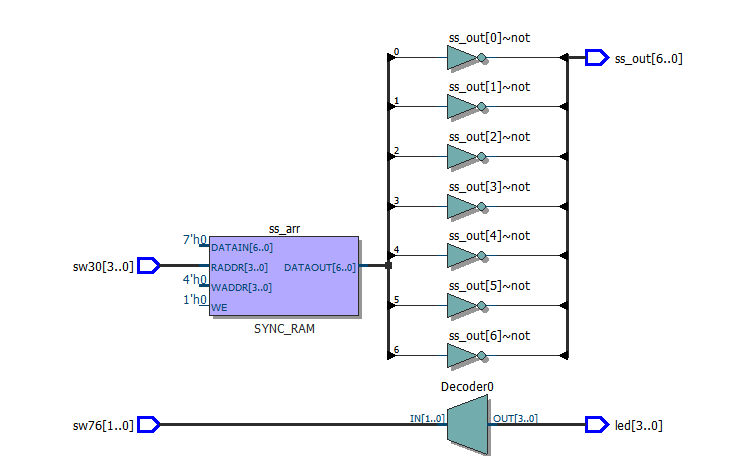 ss_out[0]~not
0
ss_out[6..0]
ss_out[1]~not
1
ss_out[2]~not
2
ss_out[3]~not
3
ss_arr
ss_out[4]~not
7'h0
DATAIN[6..0]
4
sw30[3..0]
RADDR[3..0] DATAOUT[6..0]
4'h0
WADDR[3..0]
ss_out[5]~not
1'h0
WE
5
SYNC_RAM
ss_out[6]~not
6
Decoder0
sw76[1..0]
IN[1..0]
OUT[3..0]
led[3..0]